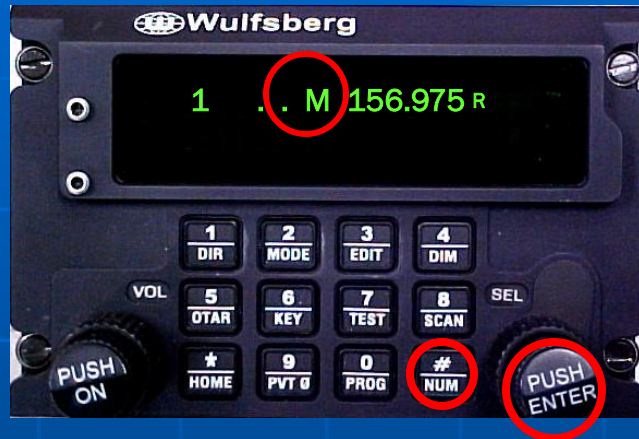 Wulfsberg
1 . . M 156.975 R
1 2 3 4
DIR MODE EDIT DIM
VOL 5 6 7 8 SEL
OTAR KEY TEST SCAN
PUSH ON * 9 0 # PUSH ENTER
HOME PVT Ø PROG NUM